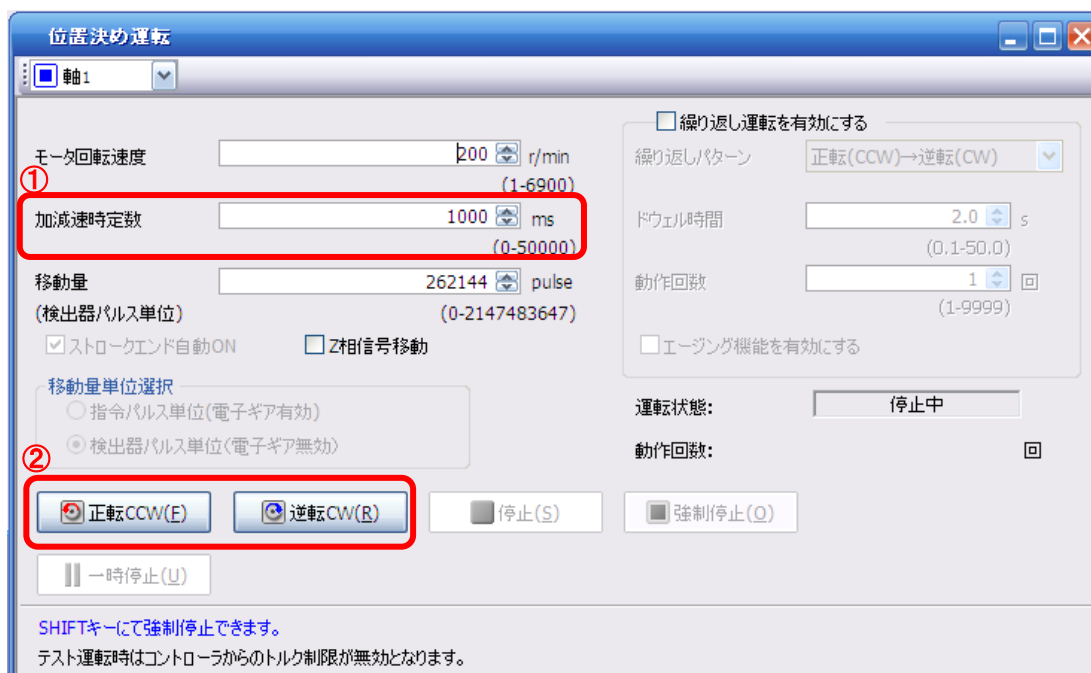 位置決め運転
軸1
モータ回転速度 200 r/min
(1-6900)
①
加減速時定数 1000 ms
(0-50000)
移動量 262144 pulse
(検出器パルス単位) (0-2147483647)
ストロークエンド自動ON Z相信号移動
移動量単位選択
指令パルス単位(電子ギア有効)
検出器パルス単位(電子ギア無効)
繰り返し運転を有効にする
繰り返しパターン 正転(CCW)→逆転(CW)
ドウェル時間 2.0 s
(0.1-50.0)
動作回数 1 回
(1-9999)
エージング機能を有効にする
運転状態: 停止中
動作回数: 回
②
正転CCW(F) 逆転CW(R) 停止(S) 強制停止(O)
一時停止(U)
SHIFTキーにて強制停止できます。
テスト運転時はコントローラからのトルク制限が無効となります。